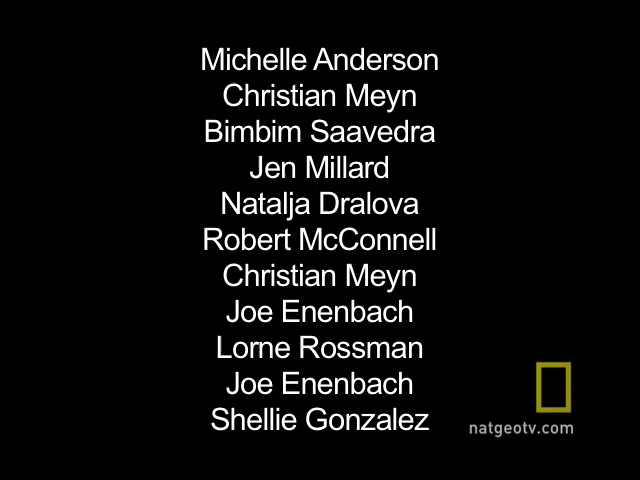 Michelle Anderson
Christian Meyn
Bimbim Saavedra
Jen Millard
Natalja Dralova
Robert McConnell
Christian Meyn
Joe Enenbach
Lorne Rossman
Joe Enenbach
Shellie Gonzalez
natgeotv.com